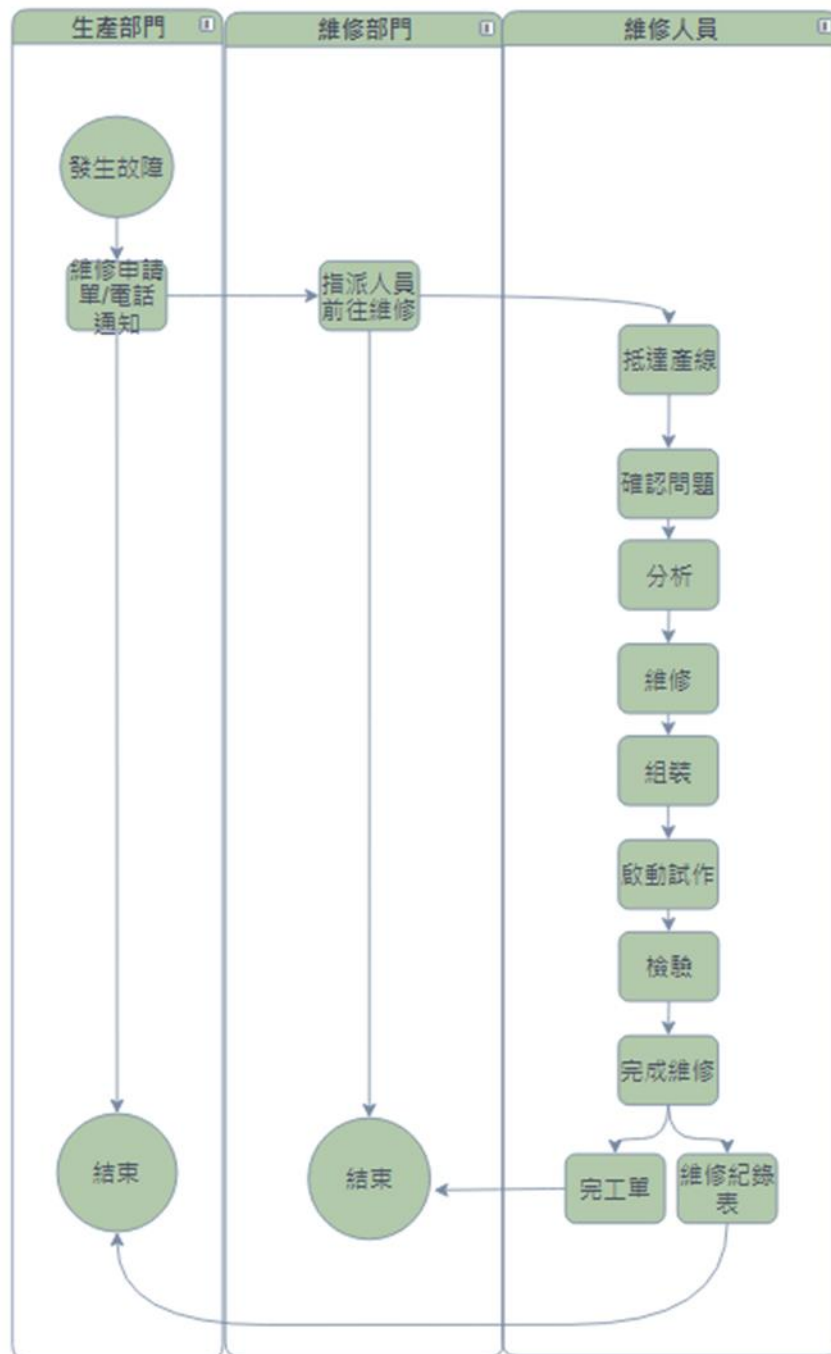 生產部門
維修部門
維修人員
發生故障
維修申請
單/電話
通知
指派人員
前往維修
抵達產線
確認問題
分析
維修
組裝
啟動試作
檢驗
完成維修
完工單
維修紀錄
表
結束
結束